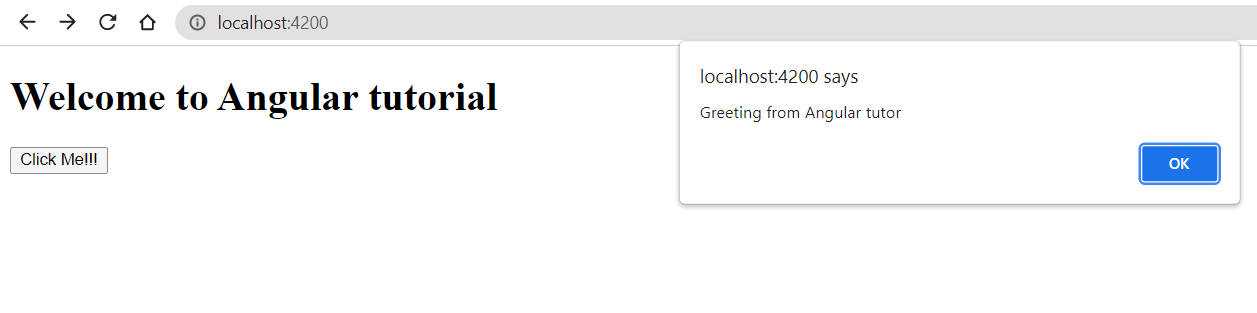 localhost:4200
localhost:4200 says
Welcome to Angular tutorial
Greeting from Angular tutor
Click Me!!!
OK